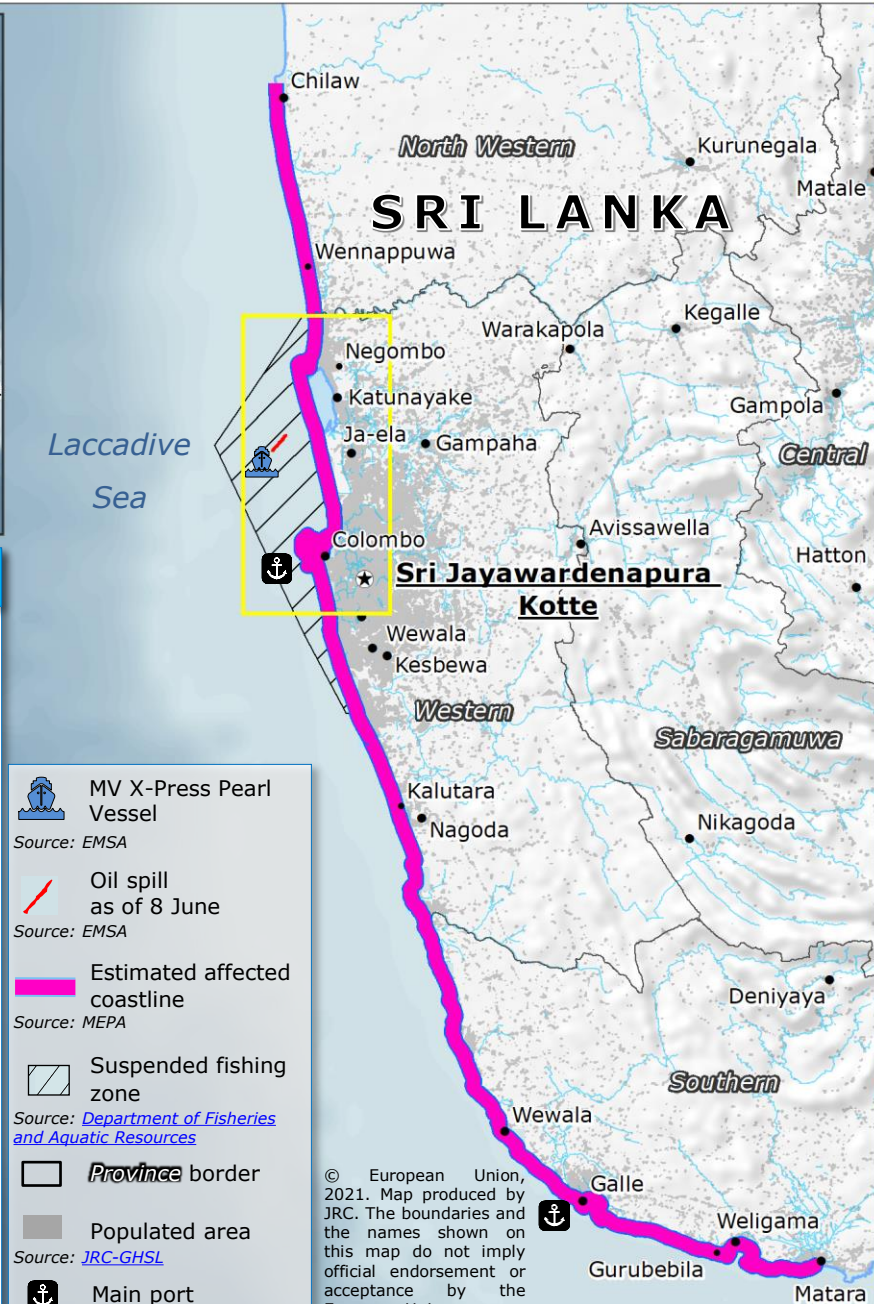 Chilaw
North Western
Kurunegala
Matale
SRI LANKA
Wennappuwa
Kegalle
Warakapola
Negombo
Katunayake
Gampola
Laccadive
Sea
Ja-ela
Gampaha
Central
Avissawella
Colombo
Hatton
Sri Jayawardenapura
Kotte
Wewala
Kesbewa
Western
Sabaragamuwa
Kalutara
Nagoda
Nikagoda
Deniyaya
Southern
Wewala
Galle
Weligama
Gurubebila
Matara
MV X-Press Pearl
Vessel
Source: EMSA
Oil spill
as of 8 June
Source: EMSA
Estimated affected
coastline
Source: MEPA
Suspended fishing
zone
Source: Department of Fisheries
and Aquatic Resources
Province border
Populated area
Source: JRC-GHSL
Main port
© European Union,
2021. Map produced by
JRC. The boundaries and
the names shown on
this map do not imply
official endorsement or
acceptance by the